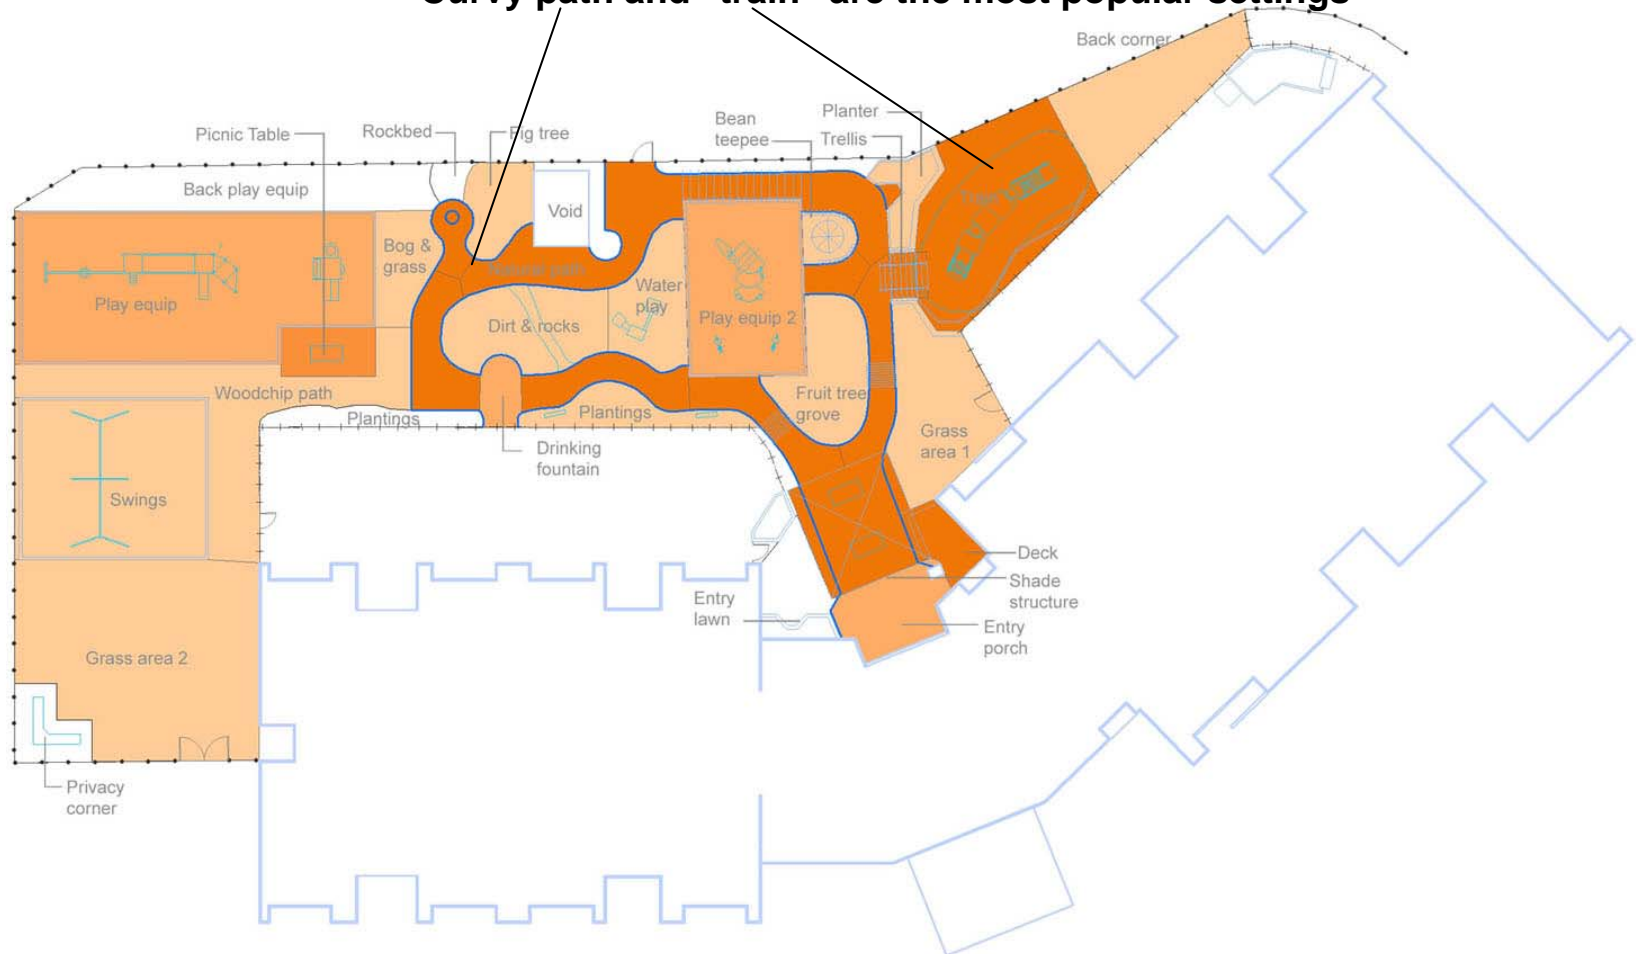 Curvy path and "train" are the most popular settings
Back corner
Planter
Bean
teepee
Trellis
Picnic Table
Rockbed
Fig tree
Back play equip
Void
Train
Bog &
grass
Natural path
Water
play
Play equip
Dirt & rocks
Play equip 2
Woodchip path
Fruit tree
grove
Plantings
Plantings
Grass
area 1
Drinking
fountain
Swings
Deck
Shade
structure
Entry
lawn
Entry
porch
Grass area 2
Privacy
corner